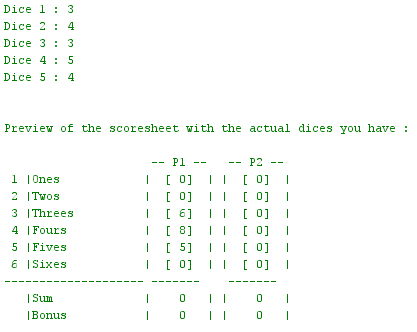 Dice 1 : 3
Dice 2 : 4
Dice 3 : 3
Dice 4 : 5
Dice 5 : 4
Preview of the scoresheet with the actual dices you have :
-- P1 -- -- P2 --
1 |Ones | [ 0] | | [ 0] |
2 |Twos | [ 0] | | [ 0] |
3 |Threes | [ 6] | | [ 0] |
4 |Fours | [ 8] | | [ 0] |
5 |Fives | [ 5] | | [ 0] |
6 |Sixes | [ 0] | | [ 0] |
-------------------- ------- -------
|Sum | 0 | | 0 |
|Bonus | 0 | | 0 |